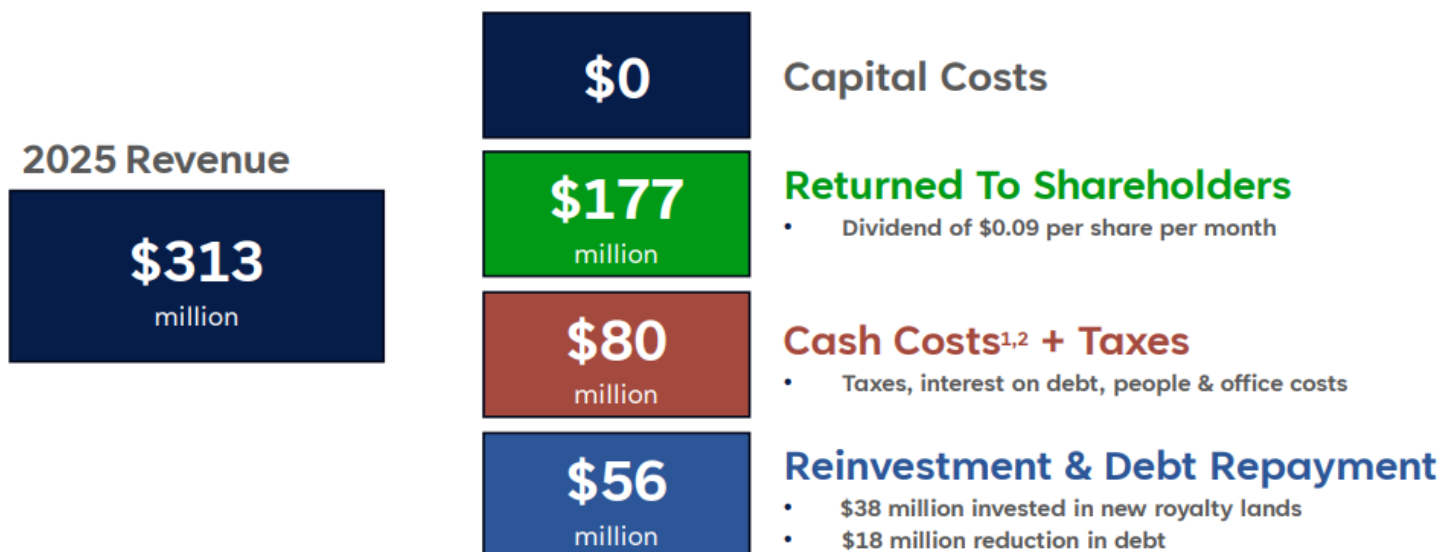 2025 Revenue
$313
million
$0
Capital Costs
$177
million
Returned To Shareholders
• Dividend of $0.09 per share per month
$80
million
Cash Costs1,2 + Taxes
• Taxes, interest on debt, people & office costs
$56
million
Reinvestment & Debt Repayment
• $38 million invested in new royalty lands
• $18 million reduction in debt